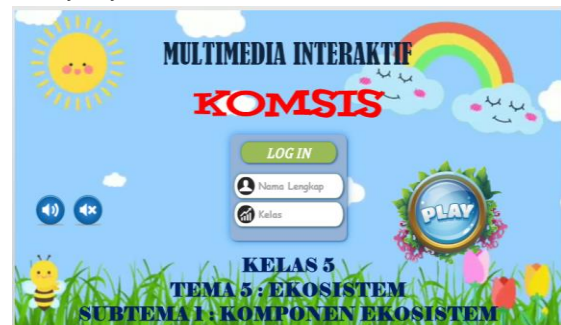 MULTIMEDIA INTERAKTIF
KOMSIS
LOG IN
Nama Lengkap
Kelas
PLAY
KELAS 5
TEMA 5 : EKOSISTEM
SUBTEMA 1 : KOMPONEN EKOSISTEM